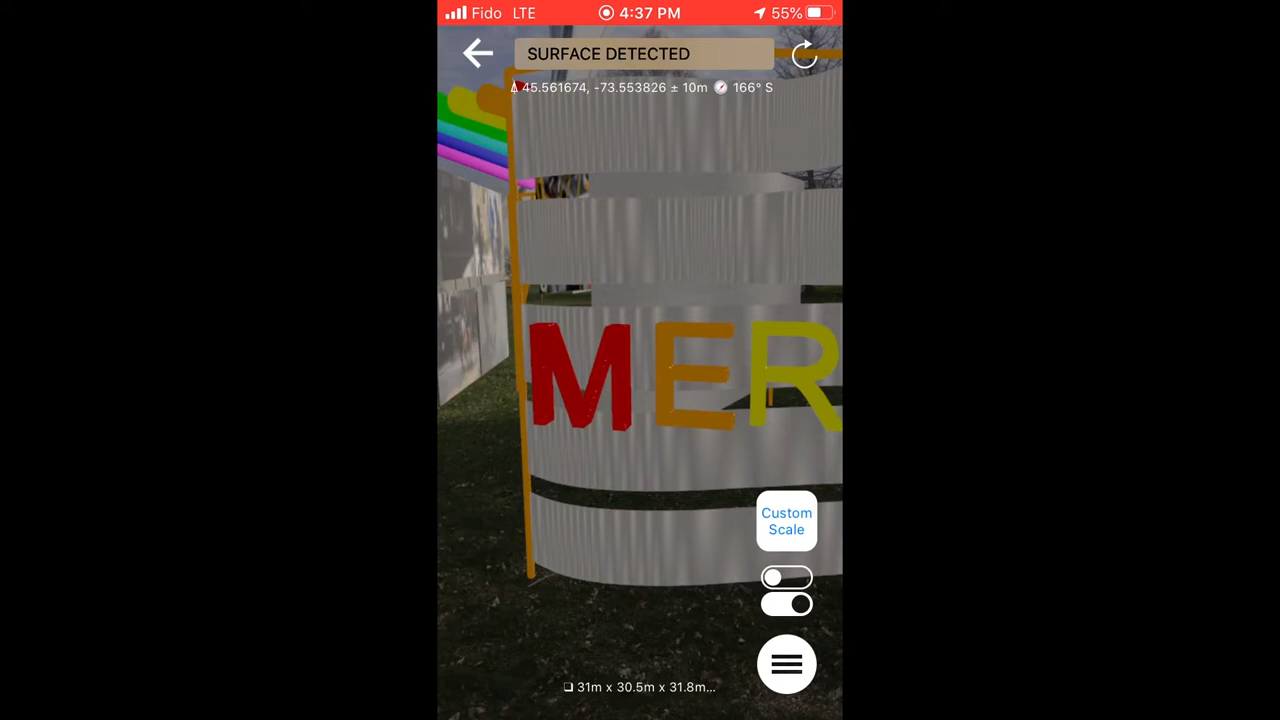 Fido LTE 4:37 PM 55%
SURFACE DETECTED
45.561674, -73.553826 ± 10m 166° S
MER
Custom
Scale
31m x 30.5m x 31.8m...